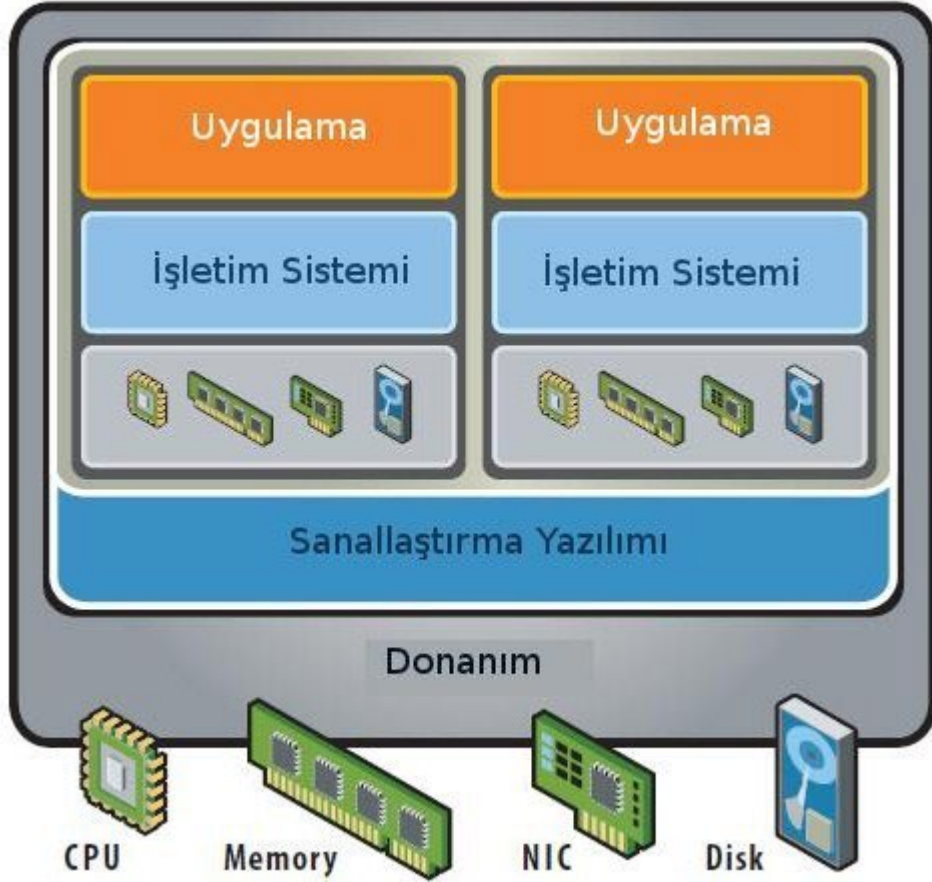 Uygulama
Uygulama
İşletim Sistemi
İşletim Sistemi
Sanallaştırma Yazılımı
Donanım
CPU
Memory
NIC
Disk